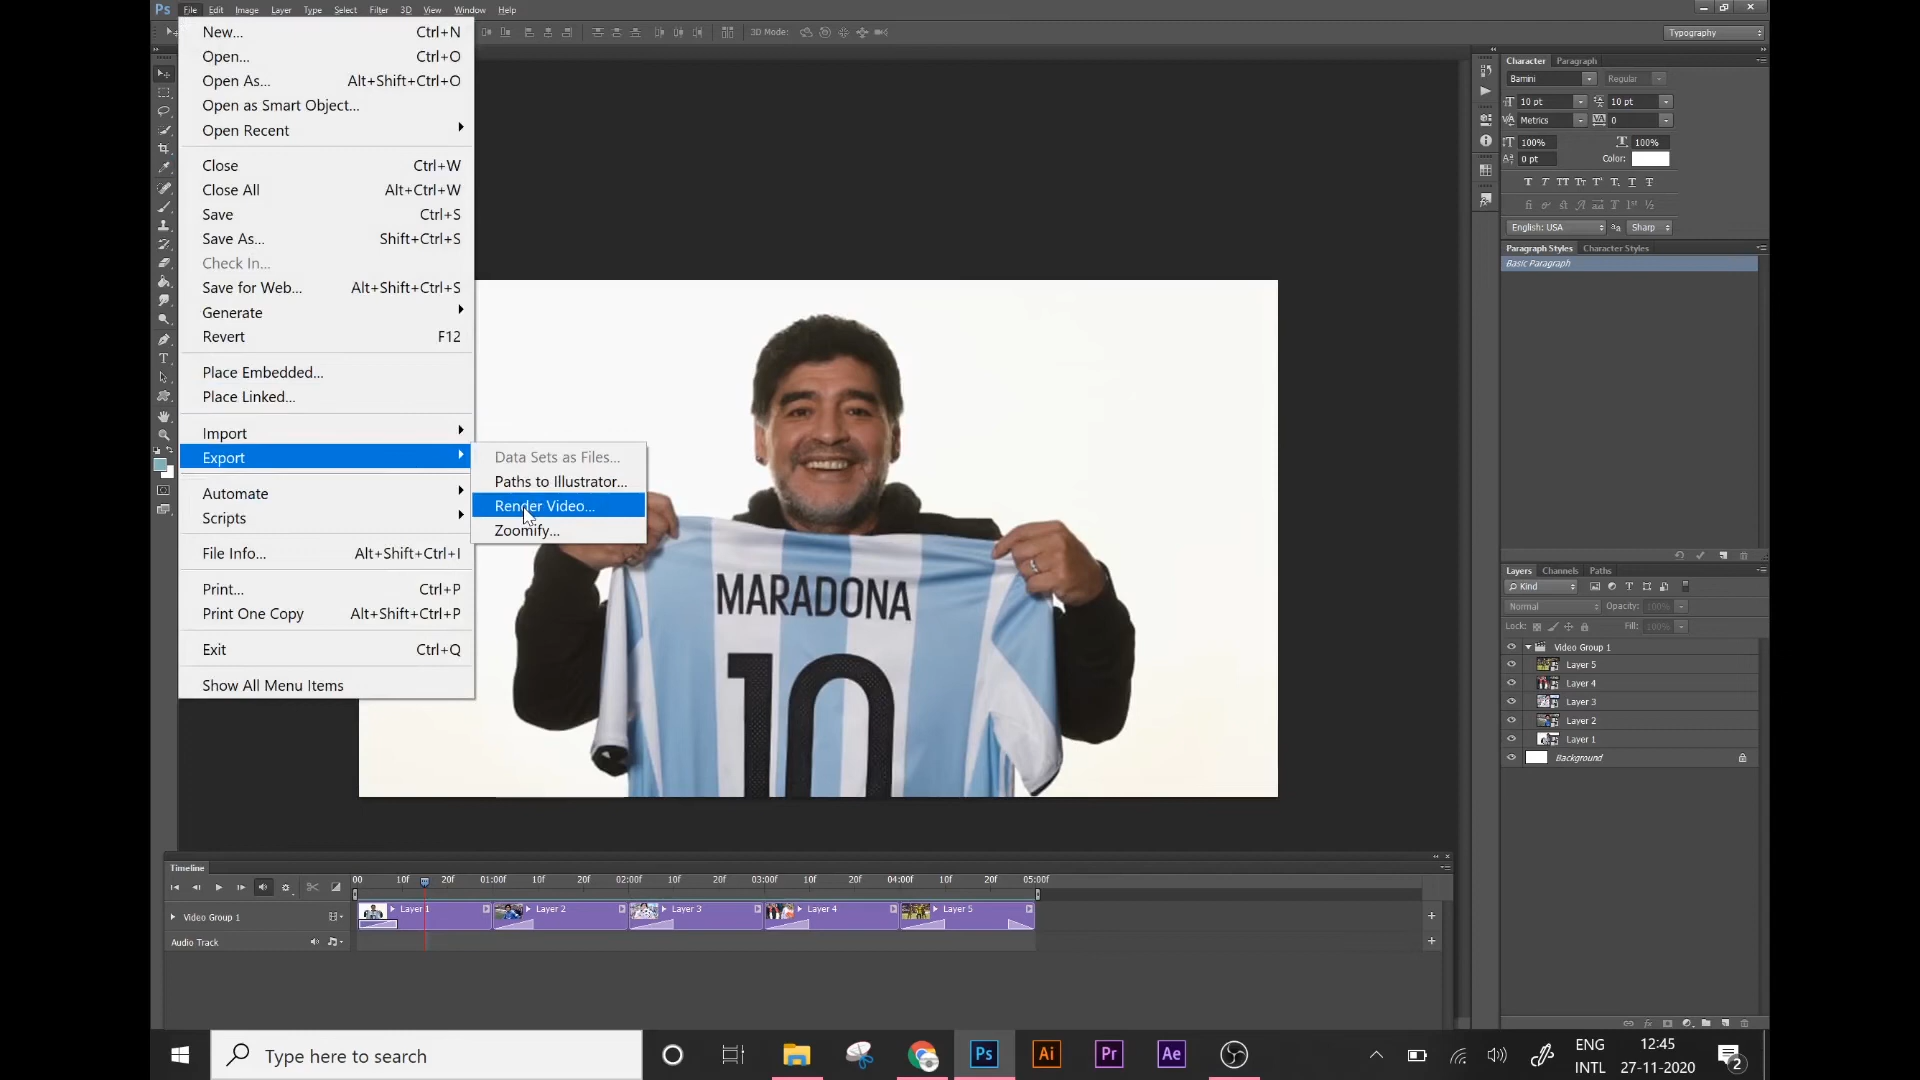 Ps File Edit Image Layer Type Select Filter 3D View Window Help
3D Mode:
Typography
New... Ctrl+N
Open... Ctrl+O
Open As... Alt+Shift+Ctrl+O
Open as Smart Object...
Open Recent
Close Ctrl+W
Close All Alt+Ctrl+W
Save Ctrl+S
Save As... Shift+Ctrl+S
Check In...
Save for Web... Alt+Shift+Ctrl+S
Generate
Revert F12
Place Embedded...
Place Linked...
Import
Export
Automate
Scripts
File Info... Alt+Shift+Ctrl+I
Print... Ctrl+P
Print One Copy Alt+Shift+Ctrl+P
Exit Ctrl+Q
Show All Menu Items
Data Sets as Files...
Paths to Illustrator...
Render Video...
Zoomify...
MARADONA
10
Character Paragraph
Bamini Regular
10 pt 10 pt
Metrics 0
100% 100%
0 pt Color:
English: USA Sharp
Paragraph Styles Character Styles
Basic Paragraph
Layers Channels Paths
Kind
Normal Opacity: 100%
Lock: Fill: 100%
Video Group 1
Layer 5
Layer 4
Layer 3
Layer 2
Layer 1
Background
Timeline
00 10f 20f 01:00f 10f 20f 02:00f 10f 20f 03:00f 10f 20f 04:00f 10f 20f 05:00f
Video Group 1 Layer 1 Layer 2 Layer 3 Layer 4 Layer 5
Audio Track
Type here to search
Ps Ai Pr Ae
ENG
INTL
12:45
27-11-2020
2